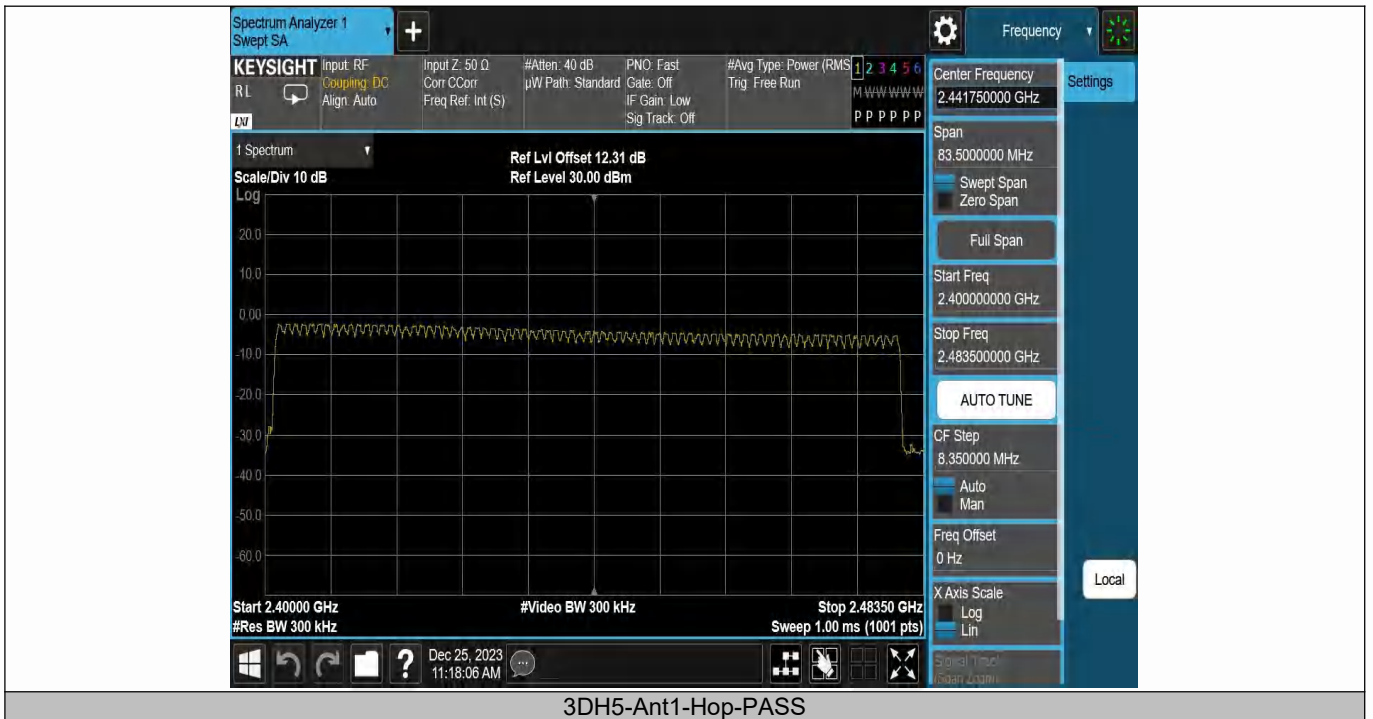 Spectrum Analyzer 1
Swept SA
+
Frequency
KEYSIGHT
RL
LXI
Input: RF
Coupling: DC
Align: Auto
Input Z: 50 Ω
Corr CCorr
Freq Ref: Int (S)
#Atten: 40 dB
µW Path: Standard
PNO: Fast
Gate: Off
IF Gain: Low
Sig Track: Off
#Avg Type: Power (RMS
Trig: Free Run
1 2 3 4 5 6
M W W W W W
P P P P P P
Center Frequency
2.441750000 GHz
Settings
Span
83.5000000 MHz
Swept Span
Zero Span
Full Span
Start Freq
2.400000000 GHz
Stop Freq
2.483500000 GHz
AUTO TUNE
CF Step
8.350000 MHz
Auto
Man
Freq Offset
0 Hz
X Axis Scale
Log
Lin
Signal Track
(Span Zoom)
Local
1 Spectrum
Scale/Div 10 dB
Ref Lvl Offset 12.31 dB
Ref Level 30.00 dBm
Log
20.0
10.0
0.00
-10.0
-20.0
-30.0
-40.0
-50.0
-60.0
Start 2.40000 GHz
#Res BW 300 kHz
#Video BW 300 kHz
Stop 2.48350 GHz
Sweep 1.00 ms (1001 pts)
?
Dec 25, 2023
11:18:06 AM
3DH5-Ant1-Hop-PASS